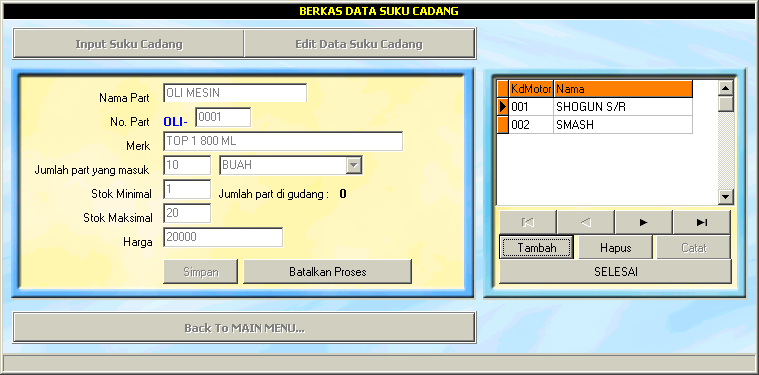 BERKAS DATA SUKU CADANG
Input Suku Cadang Edit Data Suku Cadang
Nama Part OLI MESIN
No. Part OLI- 0001
Merk TOP 1 800 ML
Jumlah part yang masuk 10 BUAH
Stok Minimal 1 Jumlah part di gudang : 0
Stok Maksimal 20
Harga 20000
Simpan Batalkan Proses
KdMotor Nama
001 SHOGUN S/R
002 SMASH
Tambah Hapus Catat
SELESAI
Back To MAIN MENU...